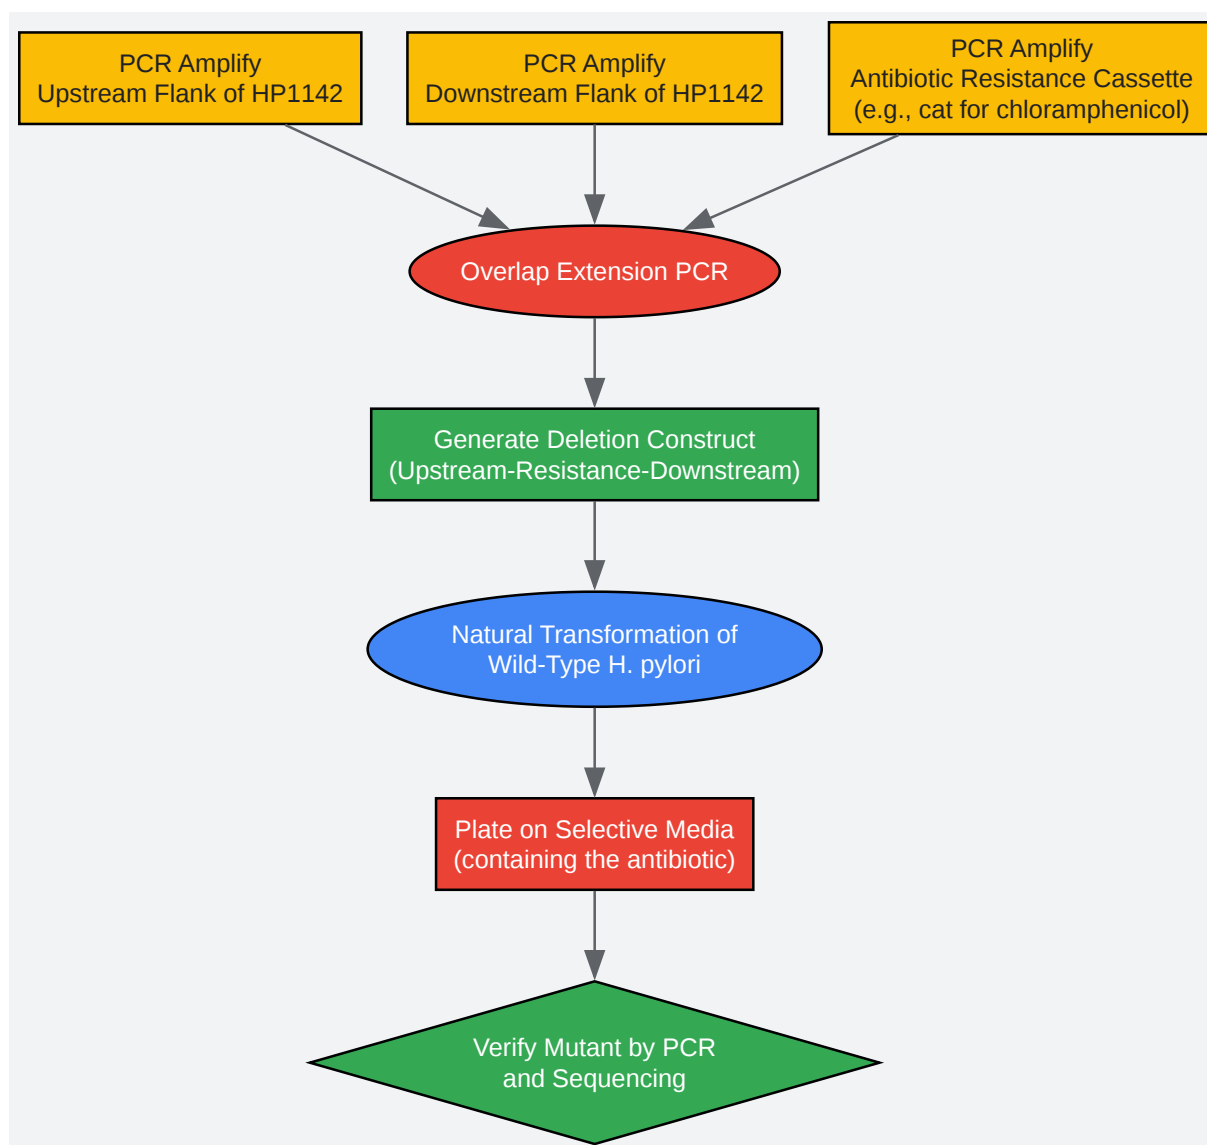 PCR Amplify
Upstream Flank of HP1142
PCR Amplify
Downstream Flank of HP1142
PCR Amplify
Antibiotic Resistance Cassette
(e.g., cat for chloramphenicol)
Overlap Extension PCR
Generate Deletion Construct
(Upstream-Resistance-Downstream)
Natural Transformation of
Wild-Type H. pylori
Plate on Selective Media
(containing the antibiotic)
Verify Mutant by PCR
and Sequencing